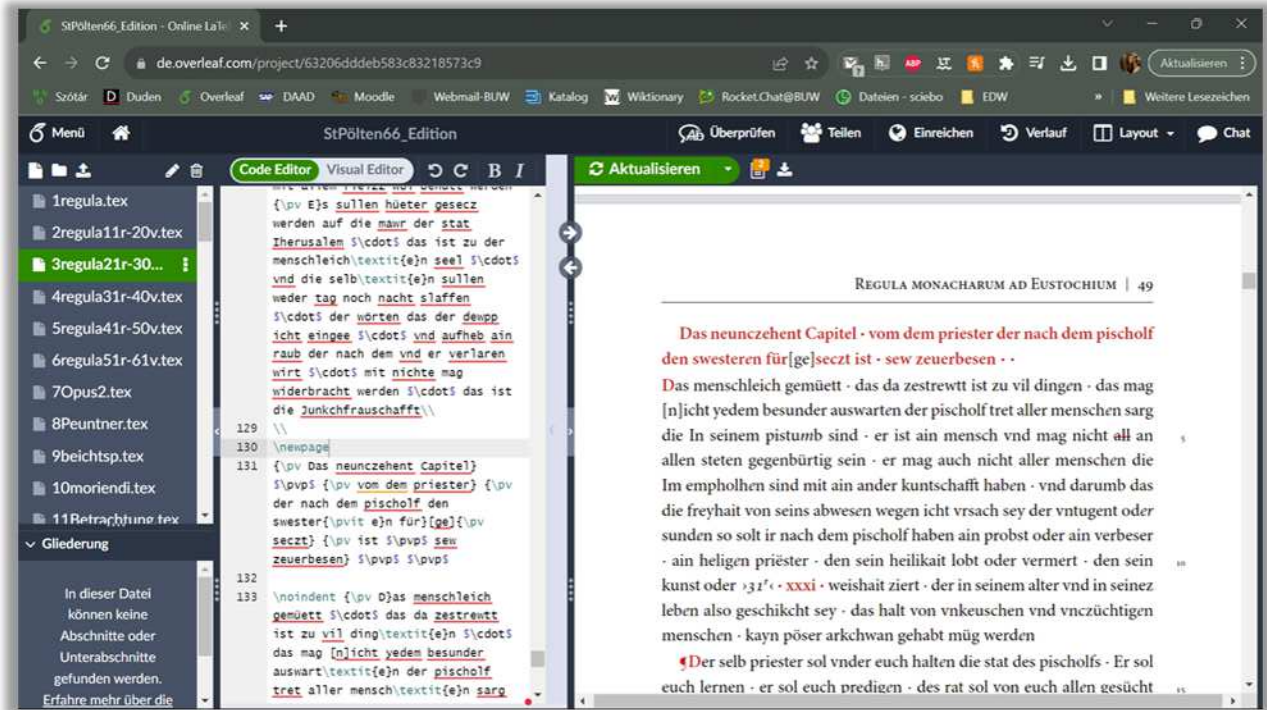 StPölten66_Edition - Online LaTe
de.overleaf.com/project/63206dddeb583c83218573c9
Aktualisieren
Szótár Duden Overleaf DAAD Moodle Webmail-BUW Katalog Wiktionary Rocket.Chat@BUW Dateien - sciebo EDW » Weitere Lesezeichen
Menü StPölten66_Edition Überprüfen Teilen Einreichen Verlauf Layout Chat
Code Editor Visual Editor B I
Aktualisieren 2
1regula.tex
2regula11r-20v.tex
3regula21r-30...
4regula31r-40v.tex
5regula41r-50v.tex
6regula51r-61v.tex
7Opus2.tex
8Peuntner.tex
9beichtsp.tex
10moriendi.tex
11Betrachtung.tex
Gliederung
In dieser Datei
können keine
Abschnitte oder
Unterabschnitte
gefunden werden.
Erfahre mehr über die
{\pv E}s sullen hüeter gesecz
werden auf die mawr der stat
Iherusalem $\cdot$ das ist zu der
menschleich\textit{e}n seel $\cdot$
vnd die selb\textit{e}n sullen
weder tag noch nacht slaffen
$\cdot$ der wörten das der dewpp
icht eingee $\cdot$ vnd aufheb ain
raub der nach dem vnd er verlaren
wirt $\cdot$ mit nichte mag
widerbracht werden $\cdot$ das ist
die Junkchfrauschafft\\
129 \\
130 \newpage
131 {\pv Das neunczehent Capitel}
$\pvp$ {\pv vom dem priester} {\pv
der nach dem pischolf den
swester{\pvit e}n für}[ge]{\pv
seczt} {\pv ist $\pvp$ sew
zeuerbesen} $\pvp$ $\pvp$
132
133 \noindent {\pv D}as menschleich
gemüett $\cdot$ das da zestrewtt
ist zu vil ding\textit{e}n $\cdot$
das mag [n]icht yedem besunder
auswart\textit{e}n der pischolf
tret aller mensch\textit{e}n sarg
Regula monacharum ad Eustochium | 49
Das neunczehent Capitel · vom dem priester der nach dem pischolf
den swesteren für[ge]seczt ist · sew zeuerbesen · ·
Das menschleich gemüett · das da zestrewtt ist zu vil dingen · das mag
[n]icht yedem besunder auswarten der pischolf tret aller menschen sarg
die In seinem pistumb sind · er ist ain mensch vnd mag nicht all an 5
allen steten gegenbürtig sein · er mag auch nicht aller menschen die
Im empholhen sind mit ain ander kuntschafft haben · vnd darumb das
die freyhait von seins abwesen wegen icht vrsach sey der vntugent oder
sunden so solt ir nach dem pischolf haben ain probst oder ain verbeser
· ain heligen priëster · den sein heilikait lobt oder vermert · den sein 10
kunst oder ›31ʳ‹ · xxxi · weishait ziert · der in seinem alter vnd in seinez
leben also geschikcht sey · das halt von vnkeuschen vnd vnczüchtigen
menschen · kayn pöser arkchwan gehabt müg werden
¶Der selb priester sol vnder euch halten die stat des pischolfs · Er sol
euch lernen · er sol euch predigen · des rat sol von euch allen gesücht 15